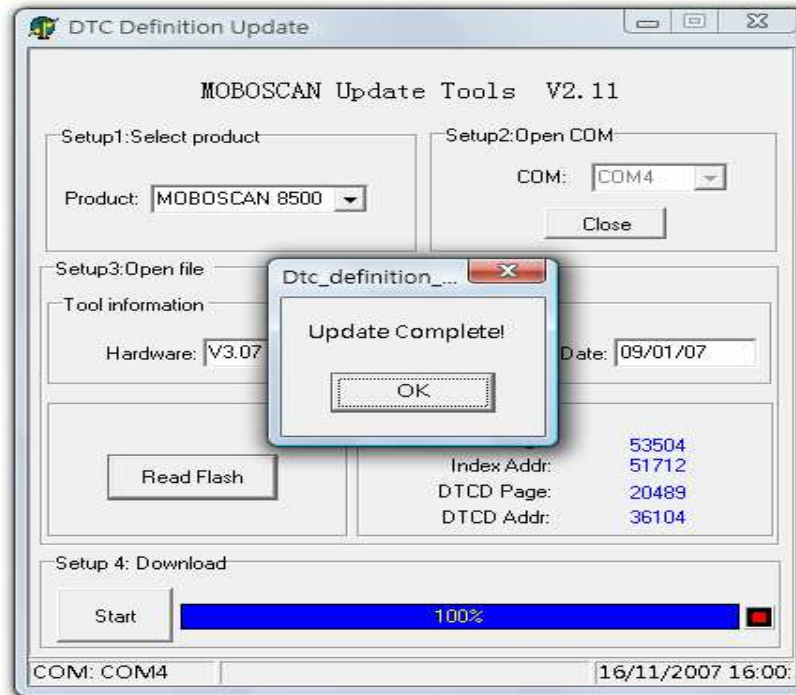 DTC Definition Update
MOBOSCAN Update Tools V2.11
Setup1:Select product
Product: MOBOSCAN 8500
Setup2:Open COM
COM: COM4
Close
Setup3:Open file
Tool information
Hardware: V3.07
Date: 09/01/07
Dtc_definition_...
Update Complete!
OK
Read Flash
53504
Index Addr: 51712
DTCD Page: 20489
DTCD Addr: 36104
Setup 4: Download
Start
100%
COM: COM4
16/11/2007 16:00: